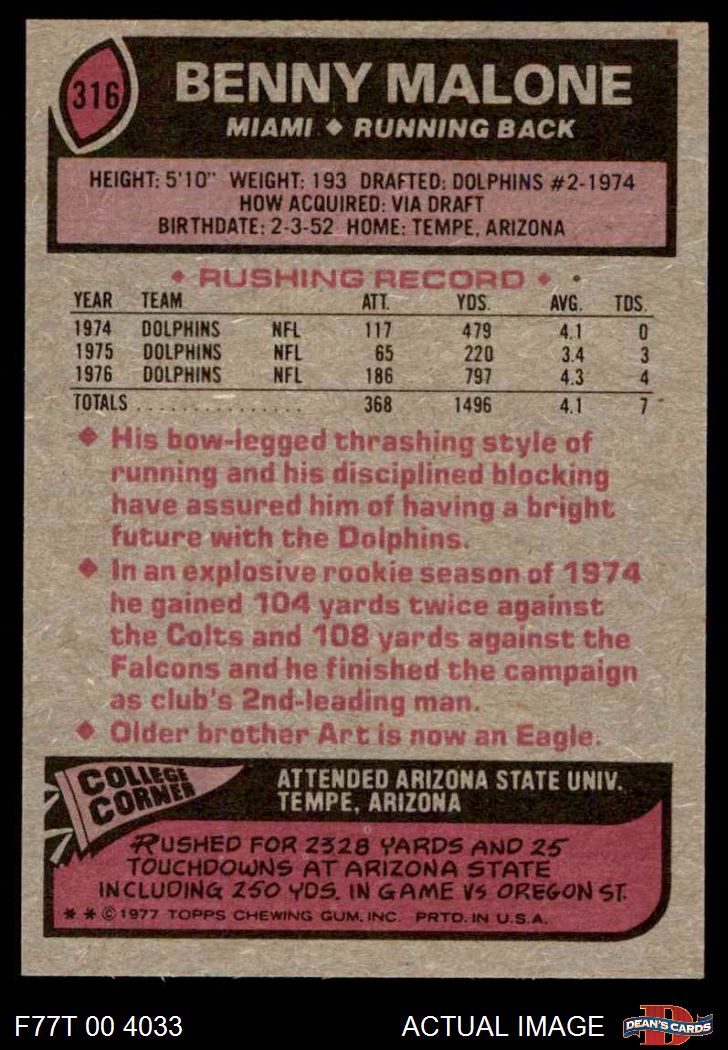 316
BENNY MALONE
MIAMI ◆ RUNNING BACK
HEIGHT: 5'10" WEIGHT: 193 DRAFTED: DOLPHINS #2-1974
HOW ACQUIRED: VIA DRAFT
BIRTHDATE: 2-3-52 HOME: TEMPE, ARIZONA
◆ RUSHING RECORD ◆
YEAR TEAM ATT. YDS. AVG. TDS.
1974 DOLPHINS NFL 117 479 4.1 0
1975 DOLPHINS NFL 65 220 3.4 3
1976 DOLPHINS NFL 186 797 4.3 4
TOTALS ................ 368 1496 4.1 7
◆ His bow-legged thrashing style of
running and his disciplined blocking
have assured him of having a bright
future with the Dolphins.
◆ In an explosive rookie season of 1974
he gained 104 yards twice against
the Colts and 108 yards against the
Falcons and he finished the campaign
as club's 2nd-leading man.
◆ Older brother Art is now an Eagle.
COLLEGE
CORNER
ATTENDED ARIZONA STATE UNIV.
TEMPE, ARIZONA
RUSHED FOR 2328 YARDS AND 25
TOUCHDOWNS AT ARIZONA STATE
INCLUDING 250 YDS. IN GAME VS OREGON ST.
* * © 1977 TOPPS CHEWING GUM, INC. PRTD. IN U.S.A.
F77T 00 4033 ACTUAL IMAGE
D
DEAN'S CARDS